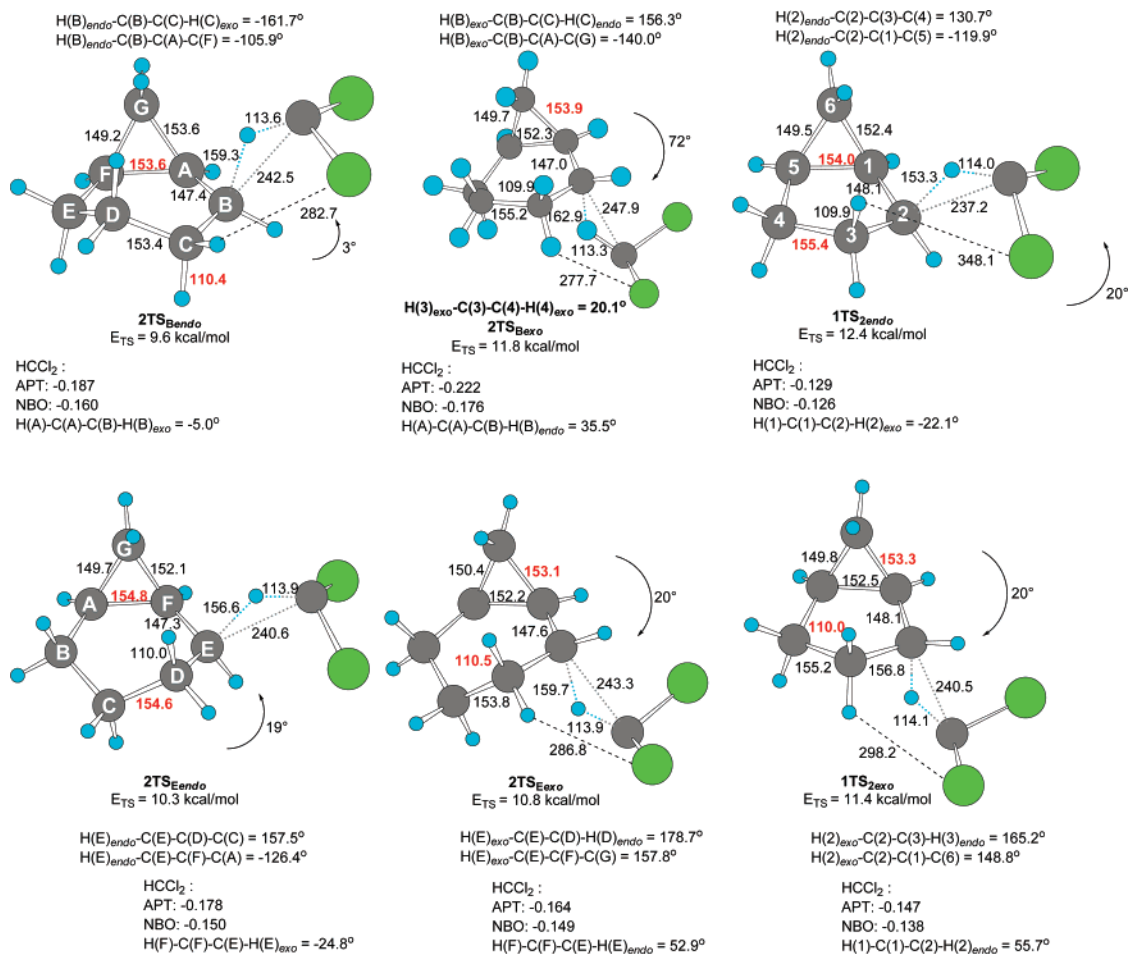 H(B)endo-C(B)-C(C)-H(C)exo = -161.7°
H(B)endo-C(B)-C(A)-C(F) = -105.9°
G
113.6
149.2
153.6
159.3
F
153.6
A
147.4
242.5
B
E
D
282.7
153.4
C
3°
110.4
2TSBendo
ETS = 9.6 kcal/mol
HCCl2 :
APT: -0.187
NBO: -0.160
H(A)-C(A)-C(B)-H(B)exo = -5.0°
H(B)exo-C(B)-C(C)-H(C)endo = 156.3°
H(B)exo-C(B)-C(A)-C(G) = -140.0°
149.7
153.9
152.3
72°
147.0
109.9
155.2
162.9
247.9
113.3
277.7
H(3)exo-C(3)-C(4)-H(4)exo = 20.1°
2TSBexo
ETS = 11.8 kcal/mol
HCCl2 :
APT: -0.222
NBO: -0.176
H(A)-C(A)-C(B)-H(B)endo = 35.5°
H(2)endo-C(2)-C(3)-C(4) = 130.7°
H(2)endo-C(2)-C(1)-C(5) = -119.9°
6
149.5
152.4
5
154.0
1
114.0
153.3
148.1
109.9
2
237.2
4
3
155.4
348.1
20°
1TS2endo
ETS = 12.4 kcal/mol
HCCl2 :
APT: -0.129
NBO: -0.126
H(1)-C(1)-C(2)-H(2)exo = -22.1°
G
149.7
152.1
113.9
A
154.8
F
156.6
147.3
240.6
B
110.0
E
D
C
154.6
19°
2TSEendo
ETS = 10.3 kcal/mol
H(E)endo-C(E)-C(D)-C(C) = 157.5°
H(E)endo-C(E)-C(F)-C(A) = -126.4°
HCCl2 :
APT: -0.178
NBO: -0.150
H(F)-C(F)-C(E)-H(E)exo = -24.8°
150.4
153.1
152.2
20°
147.6
110.5
159.7
243.3
153.8
113.9
286.8
2TSEexo
ETS = 10.8 kcal/mol
H(E)exo-C(E)-C(D)-H(D)endo = 178.7°
H(E)exo-C(E)-C(F)-C(G) = 157.8°
HCCl2 :
APT: -0.164
NBO: -0.149
H(F)-C(F)-C(E)-H(E)endo = 52.9°
149.8
153.3
152.5
20°
148.1
110.0
155.2
156.8
240.5
114.1
298.2
1TS2exo
ETS = 11.4 kcal/mol
H(2)exo-C(2)-C(3)-H(3)endo = 165.2°
H(2)exo-C(2)-C(1)-C(6) = 148.8°
HCCl2 :
APT: -0.147
NBO: -0.138
H(1)-C(1)-C(2)-H(2)endo = 55.7°